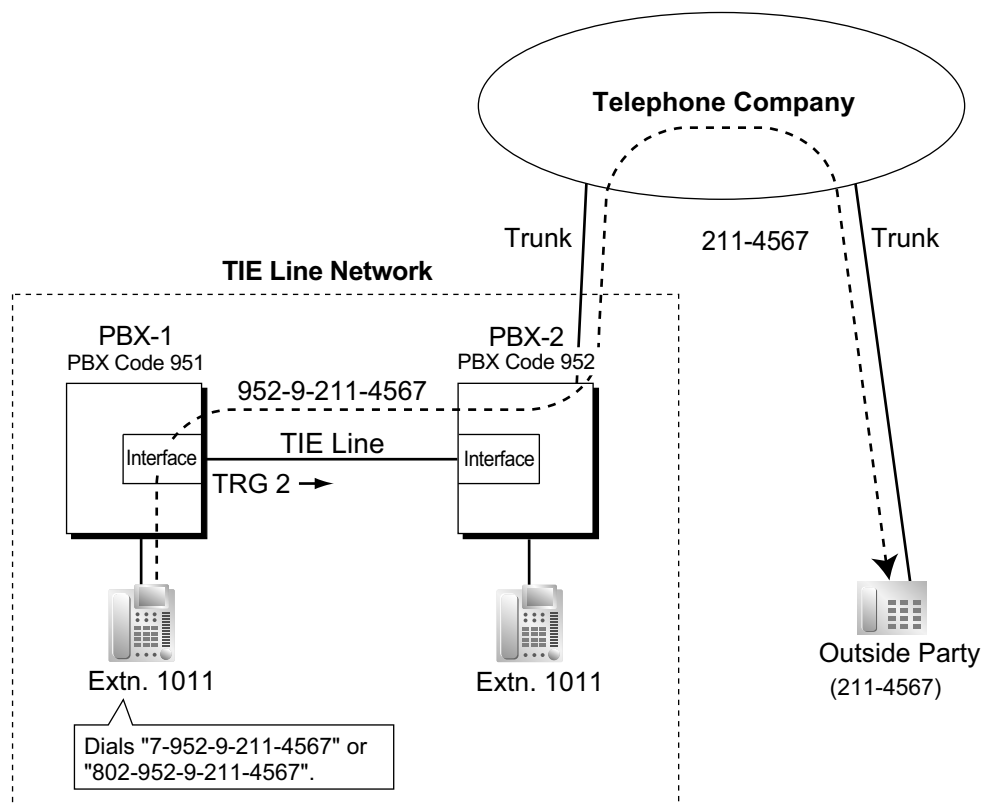 Telephone Company
Trunk
211-4567
Trunk
TIE Line Network
PBX-1
PBX Code 951
PBX-2
PBX Code 952
952-9-211-4567
Interface
TIE Line
Interface
TRG 2
Extn. 1011
Extn. 1011
Outside Party
(211-4567)
Dials "7-952-9-211-4567" or
"802-952-9-211-4567".